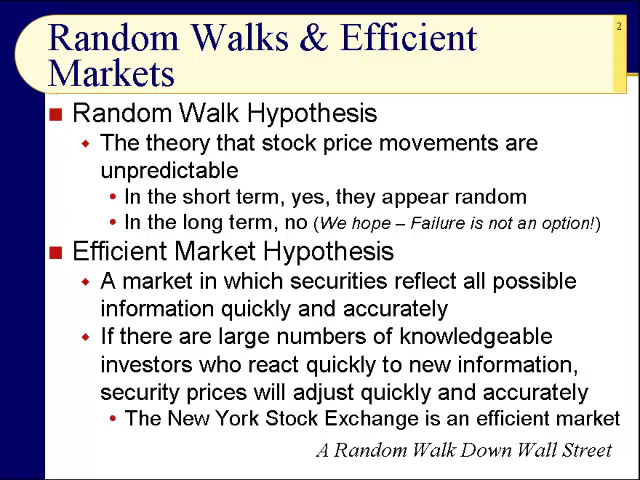 2
Random Walks & Efficient
Markets
Random Walk Hypothesis
The theory that stock price movements are
unpredictable
In the short term, yes, they appear random
In the long term, no (We hope – Failure is not an option!)
Efficient Market Hypothesis
A market in which securities reflect all possible
information quickly and accurately
If there are large numbers of knowledgeable
investors who react quickly to new information,
security prices will adjust quickly and accurately
The New York Stock Exchange is an efficient market
A Random Walk Down Wall Street